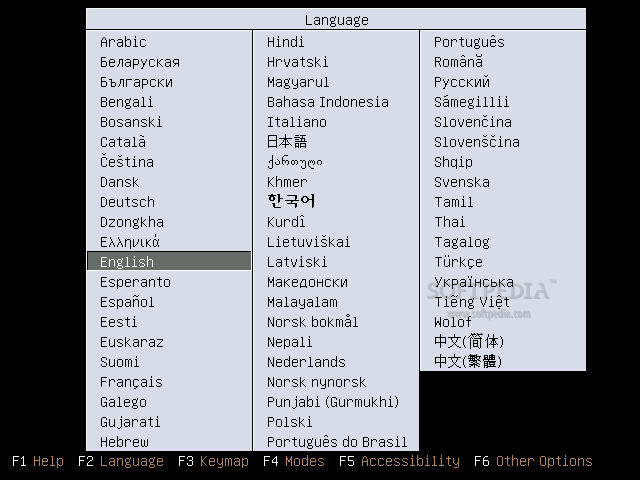 Language
Arabic
Беларуская
Български
Bengali
Bosanski
Català
Čeština
Dansk
Deutsch
Dzongkha
Ελληνικά
English
Esperanto
Español
Eesti
Euskaraz
Suomi
Français
Galego
Gujarati
Hebrew
Hindi
Hrvatski
Magyarul
Bahasa Indonesia
Italiano
日本語
ქართული
Khmer
한국어
Kurdî
Lietuviškai
Latviski
Македонски
Malayalam
Norsk bokmål
Nepali
Nederlands
Norsk nynorsk
Punjabi (Gurmukhi)
Polski
Português do Brasil
Português
Română
Русский
Sámegillii
Slovenčina
Slovenščina
Shqip
Svenska
Tamil
Thai
Tagalog
Türkçe
Українська
Tiếng Việt
Wolof
中文(简体)
中文(繁體)
SOFTPEDIA™
www.softpedia.com
F1 Help F2 Language F3 Keymap F4 Modes F5 Accessibility F6 Other Options